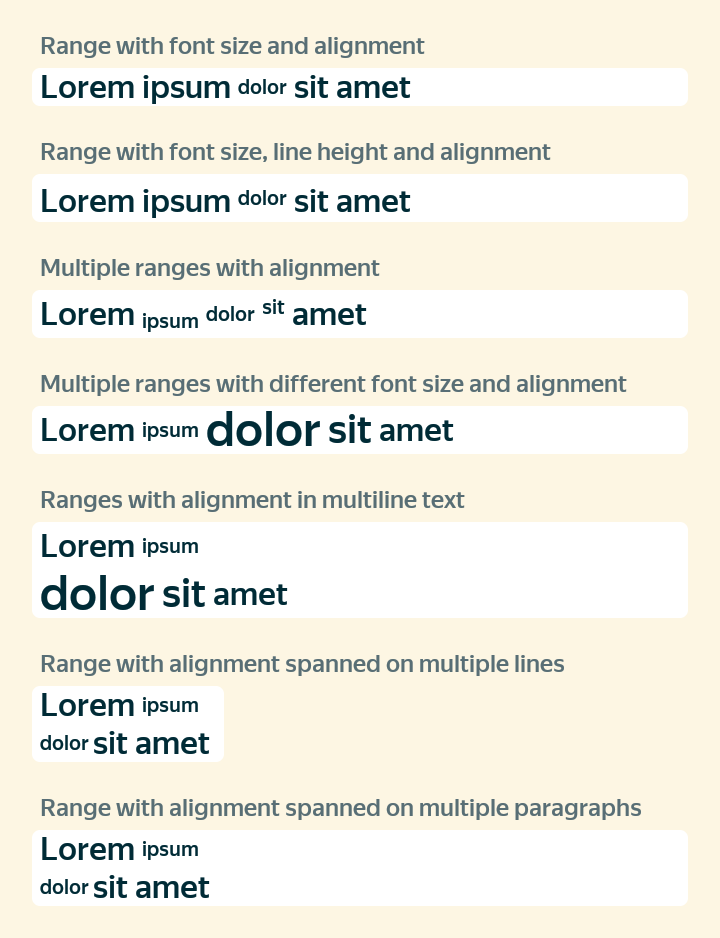 Range with font size and alignment
Lorem ipsum dolor sit amet
Range with font size, line height and alignment
Lorem ipsum dolor sit amet
Multiple ranges with alignment
Lorem ipsum dolor sit amet
Multiple ranges with different font size and alignment
Lorem ipsum dolor sit amet
Ranges with alignment in multiline text
Lorem ipsum
dolor sit amet
Range with alignment spanned on multiple lines
Lorem ipsum
dolor sit amet
Range with alignment spanned on multiple paragraphs
Lorem ipsum
dolor sit amet